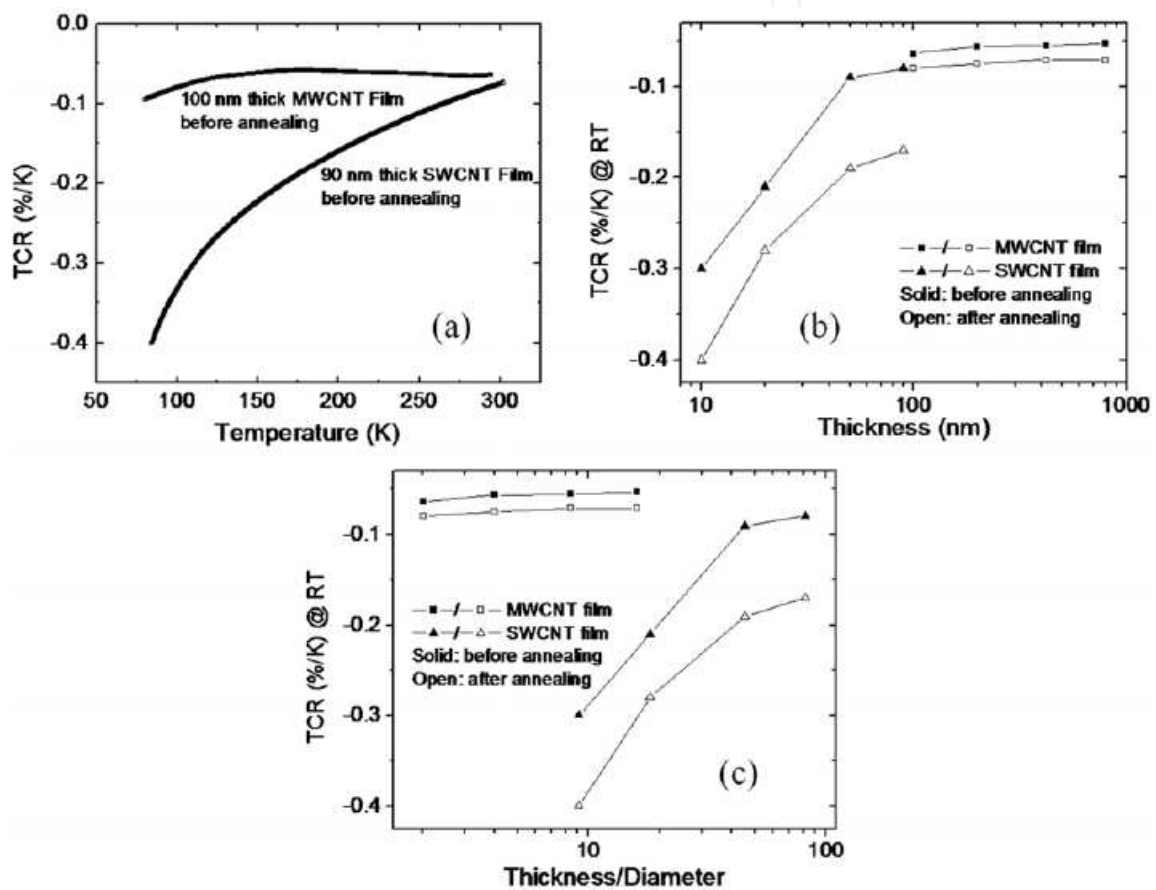 0.0
-0.1
-0.2
-0.3
-0.4
TCR (%/K)
100 nm thick MWCNT Film
before annealing
90 nm thick SWCNT Film
before annealing
(a)
50 100 150 200 250 300
Temperature (K)
-0.1
-0.2
-0.3
-0.4
TCR (%/K) @ RT
MWCNT film
SWCNT film
Solid: before annealing
Open: after annealing
(b)
10 100 1000
Thickness (nm)
-0.1
-0.2
-0.3
-0.4
TCR (%/K) @ RT
MWCNT film
SWCNT film
Solid: before annealing
Open: after annealing
(c)
10 100
Thickness/Diameter